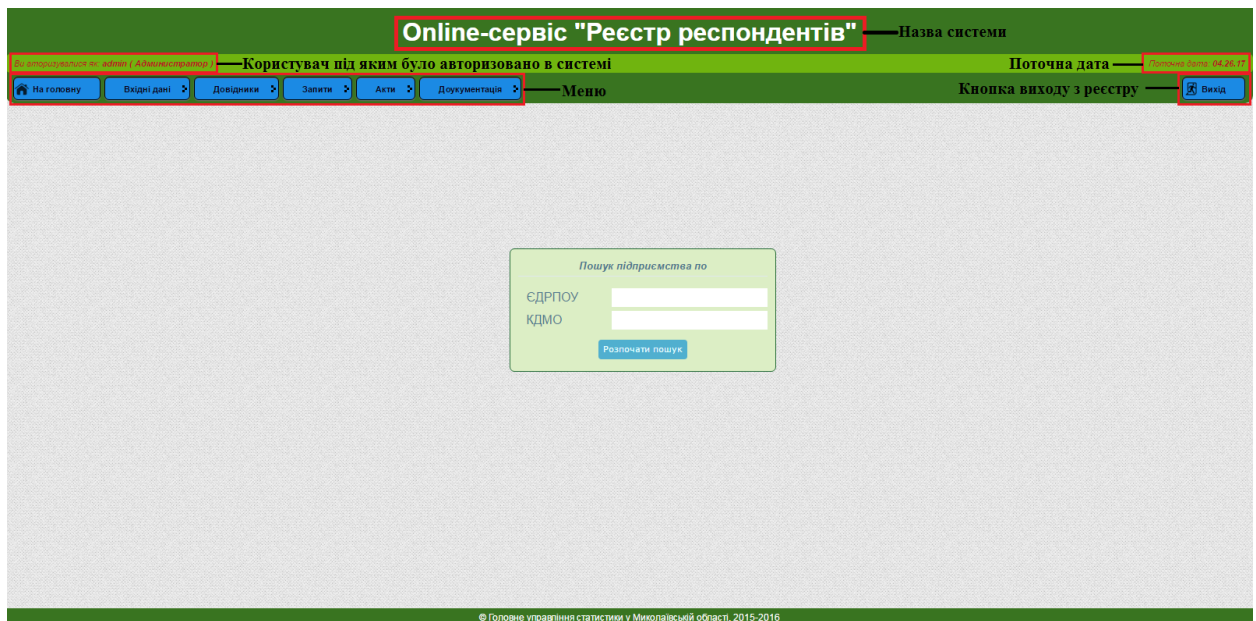 Online-сервіс "Реєстр респондентів" Назва системи
Ви авторизувалися як: admin ( Администратор ) Користувач під яким було авторизовано в системі Поточна дата Поточна дата: 04.26.17
На головну Вхідні дані Довідники Запити Акти Доукументація Меню Кнопка виходу з реєстру Вихід
Пошук підприємства по
ЄДРПОУ
КДМО
Розпочати пошук
© Головне управління статистики у Миколаївській області, 2015-2016